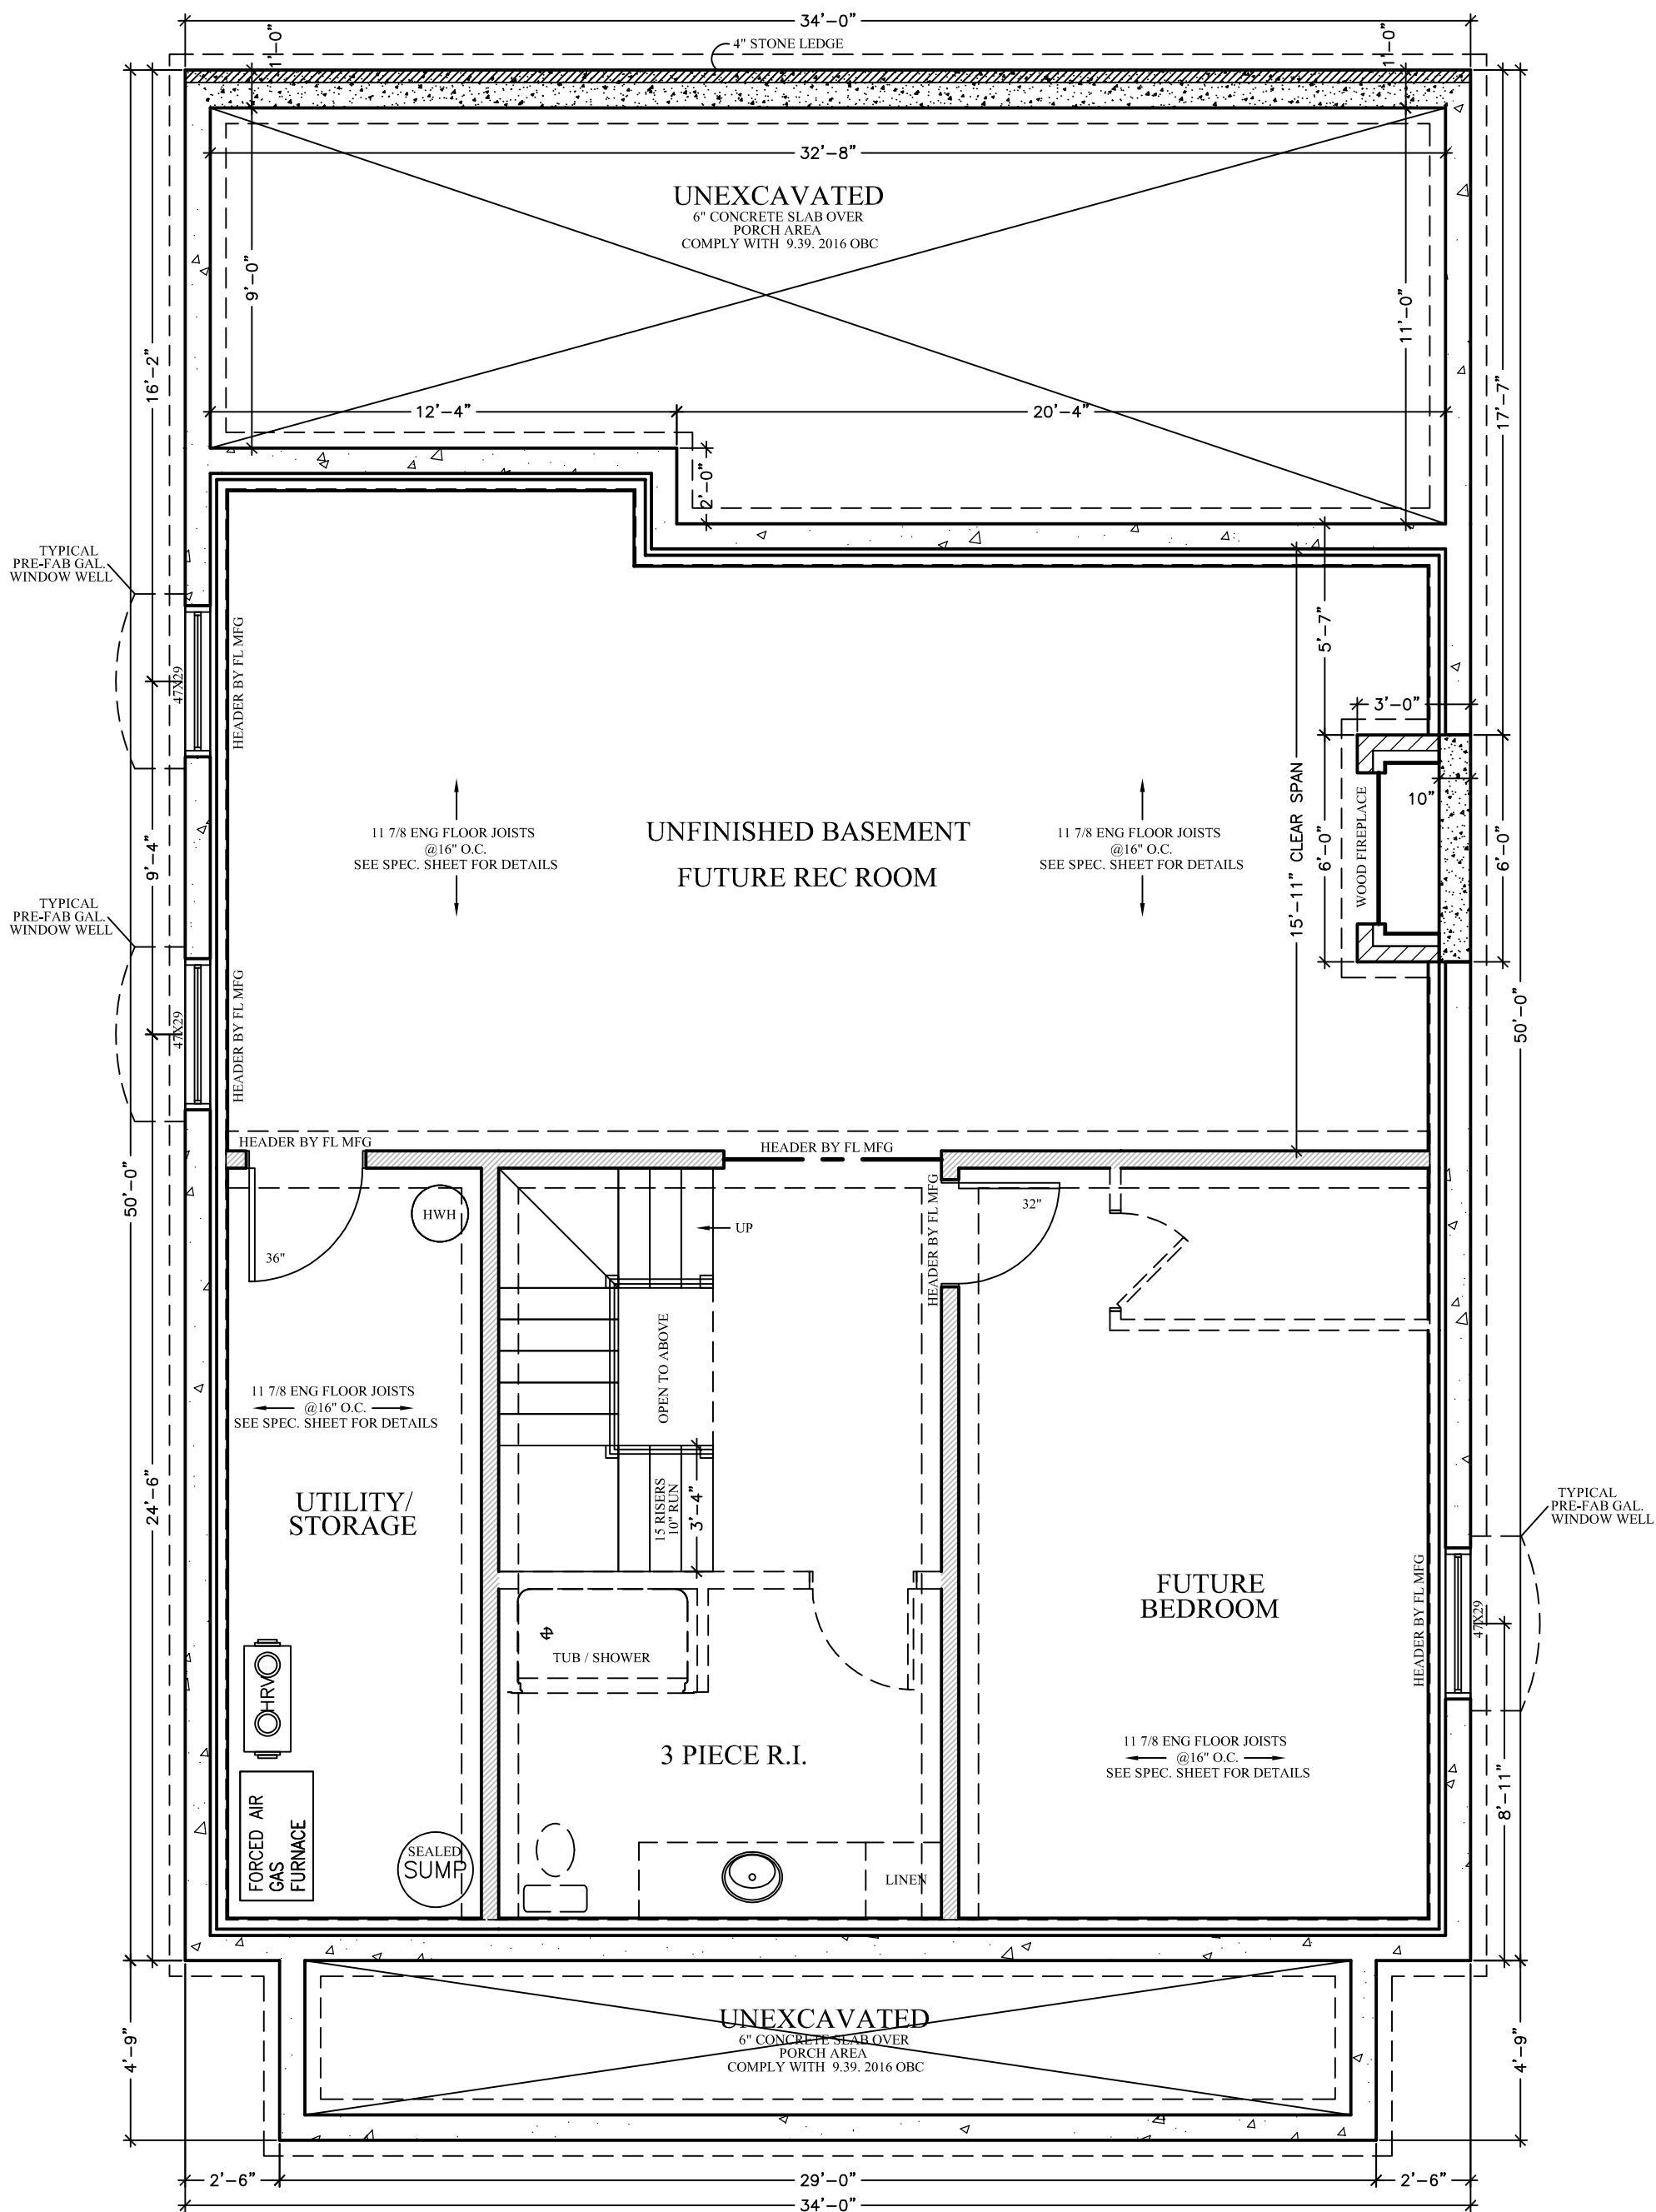 34'-0"
1'-0"
4" STONE LEDGE
1'-0"
32'-8"
UNEXCAVATED
6" CONCRETE SLAB OVER
PORCH AREA
COMPLY WITH 9.39. 2016 OBC
9'-0"
11'-0"
16'-2"
17'-7"
12'-4"
20'-4"
2'-0"
TYPICAL
PRE-FAB GAL.
WINDOW WELL
47X29
HEADER BY FL MFG
5'-7"
3'-0"
10"
WOOD FIREPLACE
6'-0"
6'-0"
15'-11" CLEAR SPAN
11 7/8 ENG FLOOR JOISTS
@16" O.C.
SEE SPEC. SHEET FOR DETAILS
UNFINISHED BASEMENT
FUTURE REC ROOM
11 7/8 ENG FLOOR JOISTS
@16" O.C.
SEE SPEC. SHEET FOR DETAILS
9'-4"
TYPICAL
PRE-FAB GAL.
WINDOW WELL
47X29
HEADER BY FL MFG
50'-0"
50'-0"
HEADER BY FL MFG
HEADER BY FL MFG
HEADER BY FL MFG
36"
HWH
UP
32"
OPEN TO ABOVE
11 7/8 ENG FLOOR JOISTS
@16" O.C.
SEE SPEC. SHEET FOR DETAILS
24'-6"
UTILITY/
STORAGE
15 RISERS
10" RUN
3'-4"
TYPICAL
PRE-FAB GAL.
WINDOW WELL
47X29
HEADER BY FL MFG
FUTURE
BEDROOM
TUB / SHOWER
HRV
3 PIECE R.I.
11 7/8 ENG FLOOR JOISTS
@16" O.C.
SEE SPEC. SHEET FOR DETAILS
8'-11"
FORCED AIR
GAS
FURNACE
SEALED
SUMP
LINEN
UNEXCAVATED
6" CONCRETE SLAB OVER
PORCH AREA
COMPLY WITH 9.39. 2016 OBC
4'-9"
4'-9"
2'-6"
29'-0"
2'-6"
34'-0"